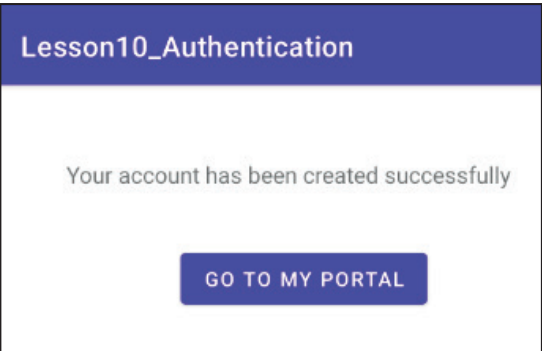 Lesson10_Authentication
Your account has been created successfully
GO TO MY PORTAL